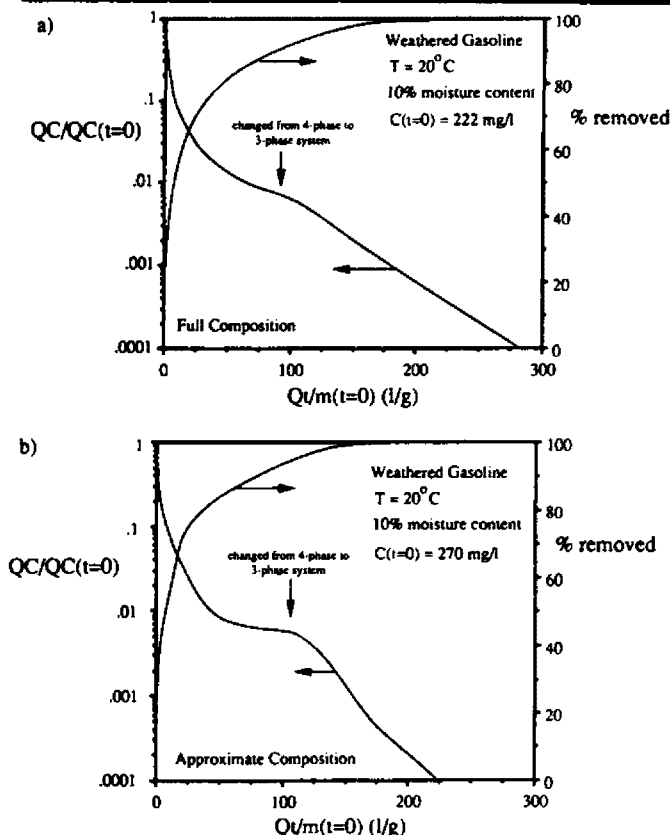 a)
QC/QC(t=0)
1
.1
.01
.001
.0001
Weathered Gasoline
T = 20°C
10% moisture content
C(t=0) = 222 mg/l
changed from 4-phase to
3-phase system
Full Composition
100
80
60
40
20
0
% removed
0 100 200 300
Qt/m(t=0) (l/g)
b)
QC/QC(t=0)
1
.1
.01
.001
.0001
Weathered Gasoline
T = 20°C
10% moisture content
C(t=0) = 270 mg/l
changed from 4-phase to
3-phase system
Approximate Composition
100
80
60
40
20
0
% removed
0 100 200 300
Qt/m(t=0) (l/g)